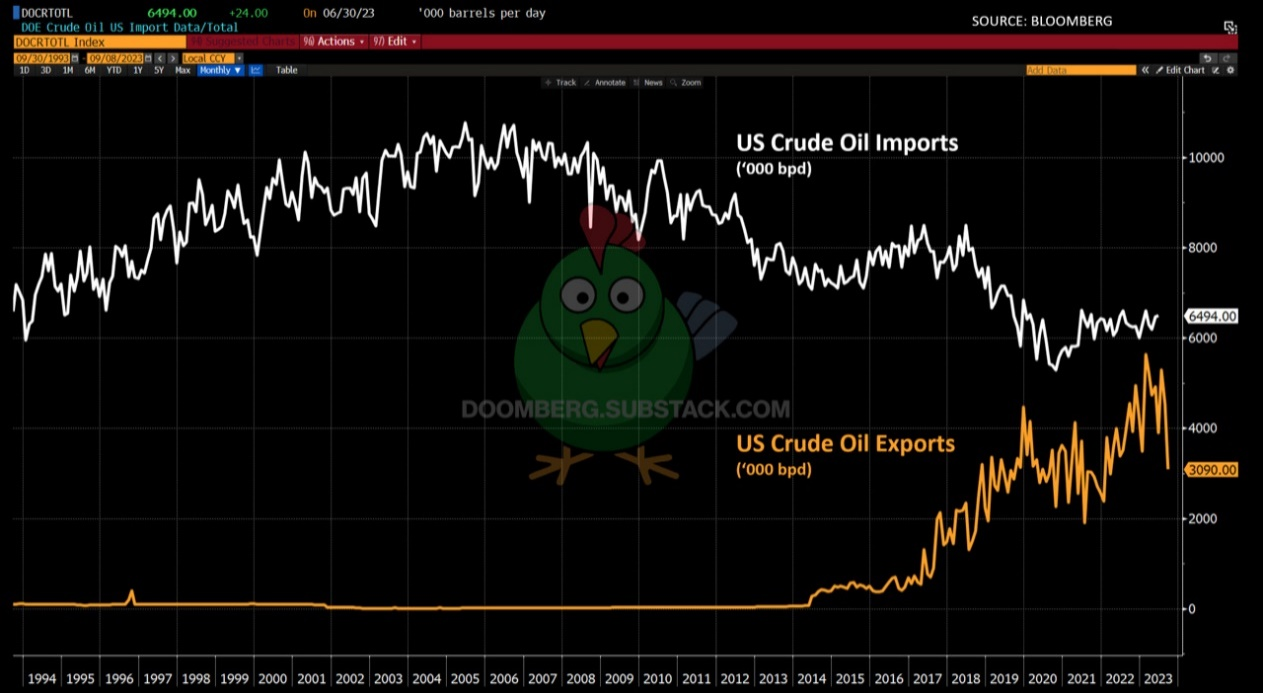 DOCRTOTL 6494.00 +24.00 On 06/30/23 '000 barrels per day
SOURCE: BLOOMBERG
DOE Crude Oil US Import Data/Total
DOCRTOTL Index 94) Suggested Charts 96) Actions 97) Edit
09/30/1993 - 09/08/2023 Local CCY
1D 3D 1M 6M YTD 1Y 5Y Max Monthly ▼ Table Add Data « Edit Chart
Track Annotate News Zoom
US Crude Oil Imports
(‘000 bpd)
10000
8000
6494.00
6000
DOOMBERG.SUBSTACK.COM
4000
US Crude Oil Exports
(‘000 bpd)
3090.00
2000
0
1994 1995 1996 1997 1998 1999 2000 2001 2002 2003 2004 2005 2006 2007 2008 2009 2010 2011 2012 2013 2014 2015 2016 2017 2018 2019 2020 2021 2022 2023